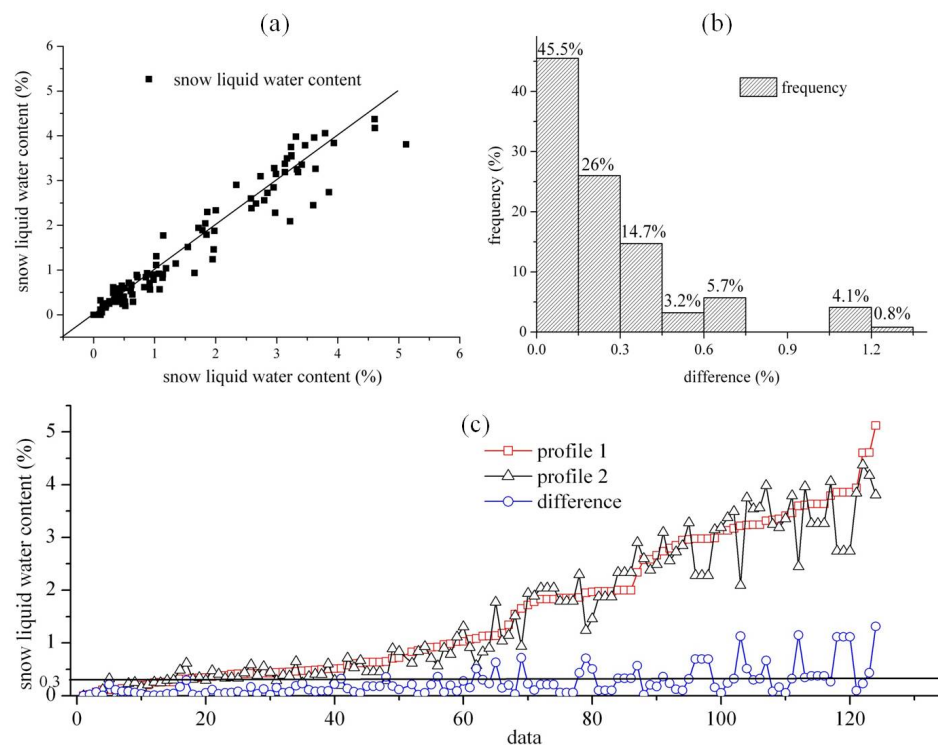 (a)
6
5
4
3
2
1
0
snow liquid water content (%)
snow liquid water content
0 1 2 3 4 5 6
snow liquid water content (%)
(b)
45.5%
26%
14.7%
3.2%
5.7%
4.1%
0.8%
frequency
40
30
20
10
0
frequency (%)
0.0 0.3 0.6 0.9 1.2
difference (%)
(c)
5
4
3
2
1
0.3
0
snow liquid water content (%)
profile 1
profile 2
difference
0 20 40 60 80 100 120
data